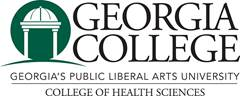 GEORGIA
COLLEGE
GEORGIA'S PUBLIC LIBERAL ARTS UNIVERSITY
COLLEGE OF HEALTH SCIENCES